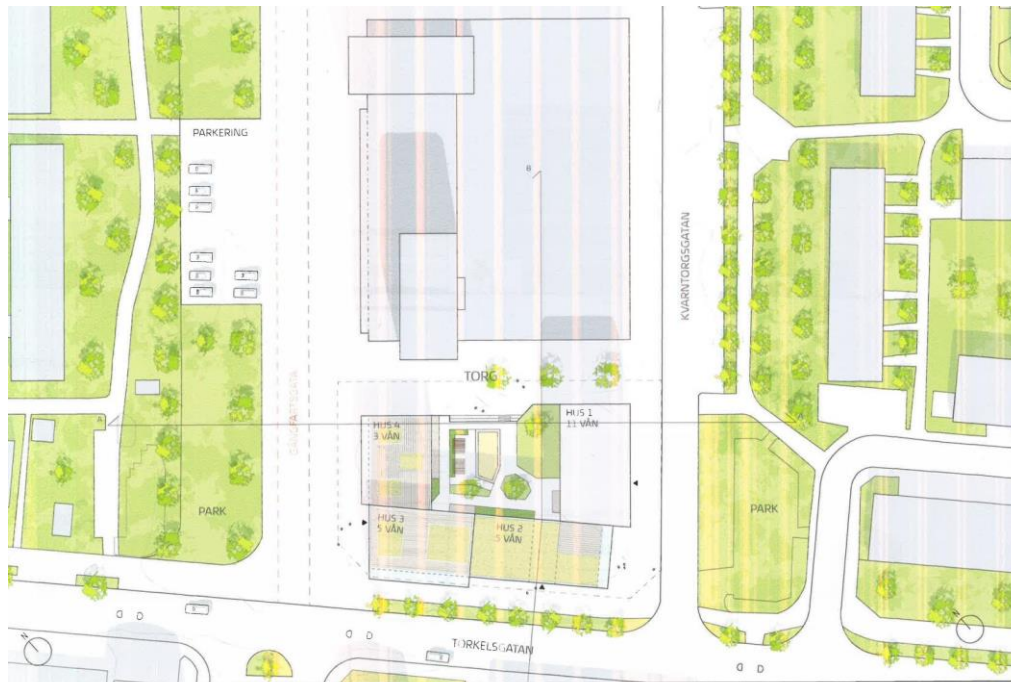 PARKERING
B
KVARNTORGSGATAN
TORG
HUS 4
3 VÅN
HUS 1
11 VÅN
A
A
PARK
HUS 3
5 VÅN
HUS 2
5 VÅN
PARK
TORKELSGATAN
N
N